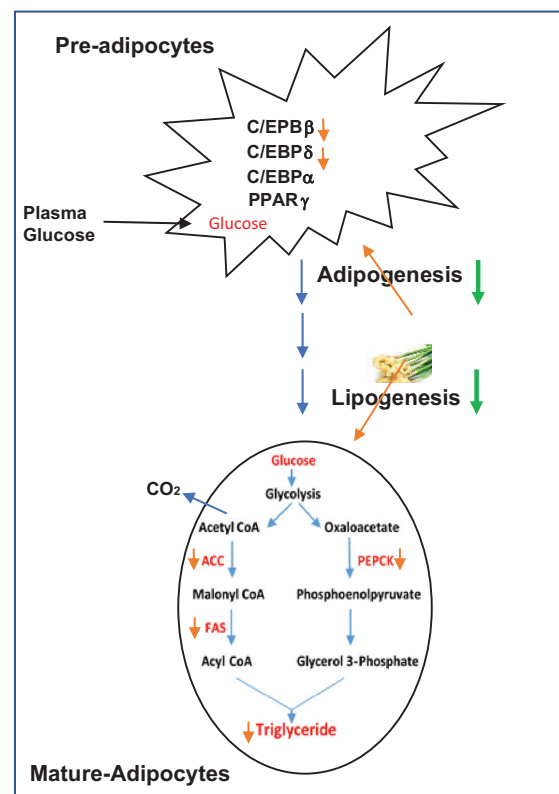 Pre-adipocytes
C/EPBβ
C/EBPδ
C/EBPα
PPARγ
Plasma
Glucose
Glucose
Adipogenesis
Lipogenesis
Glucose
Glycolysis
CO₂
Acetyl CoA
Oxaloacetate
ACC
PEPCK
Malonyl CoA
Phosphoenolpyruvate
FAS
Acyl CoA
Glycerol 3-Phosphate
Triglyceride
Mature-Adipocytes